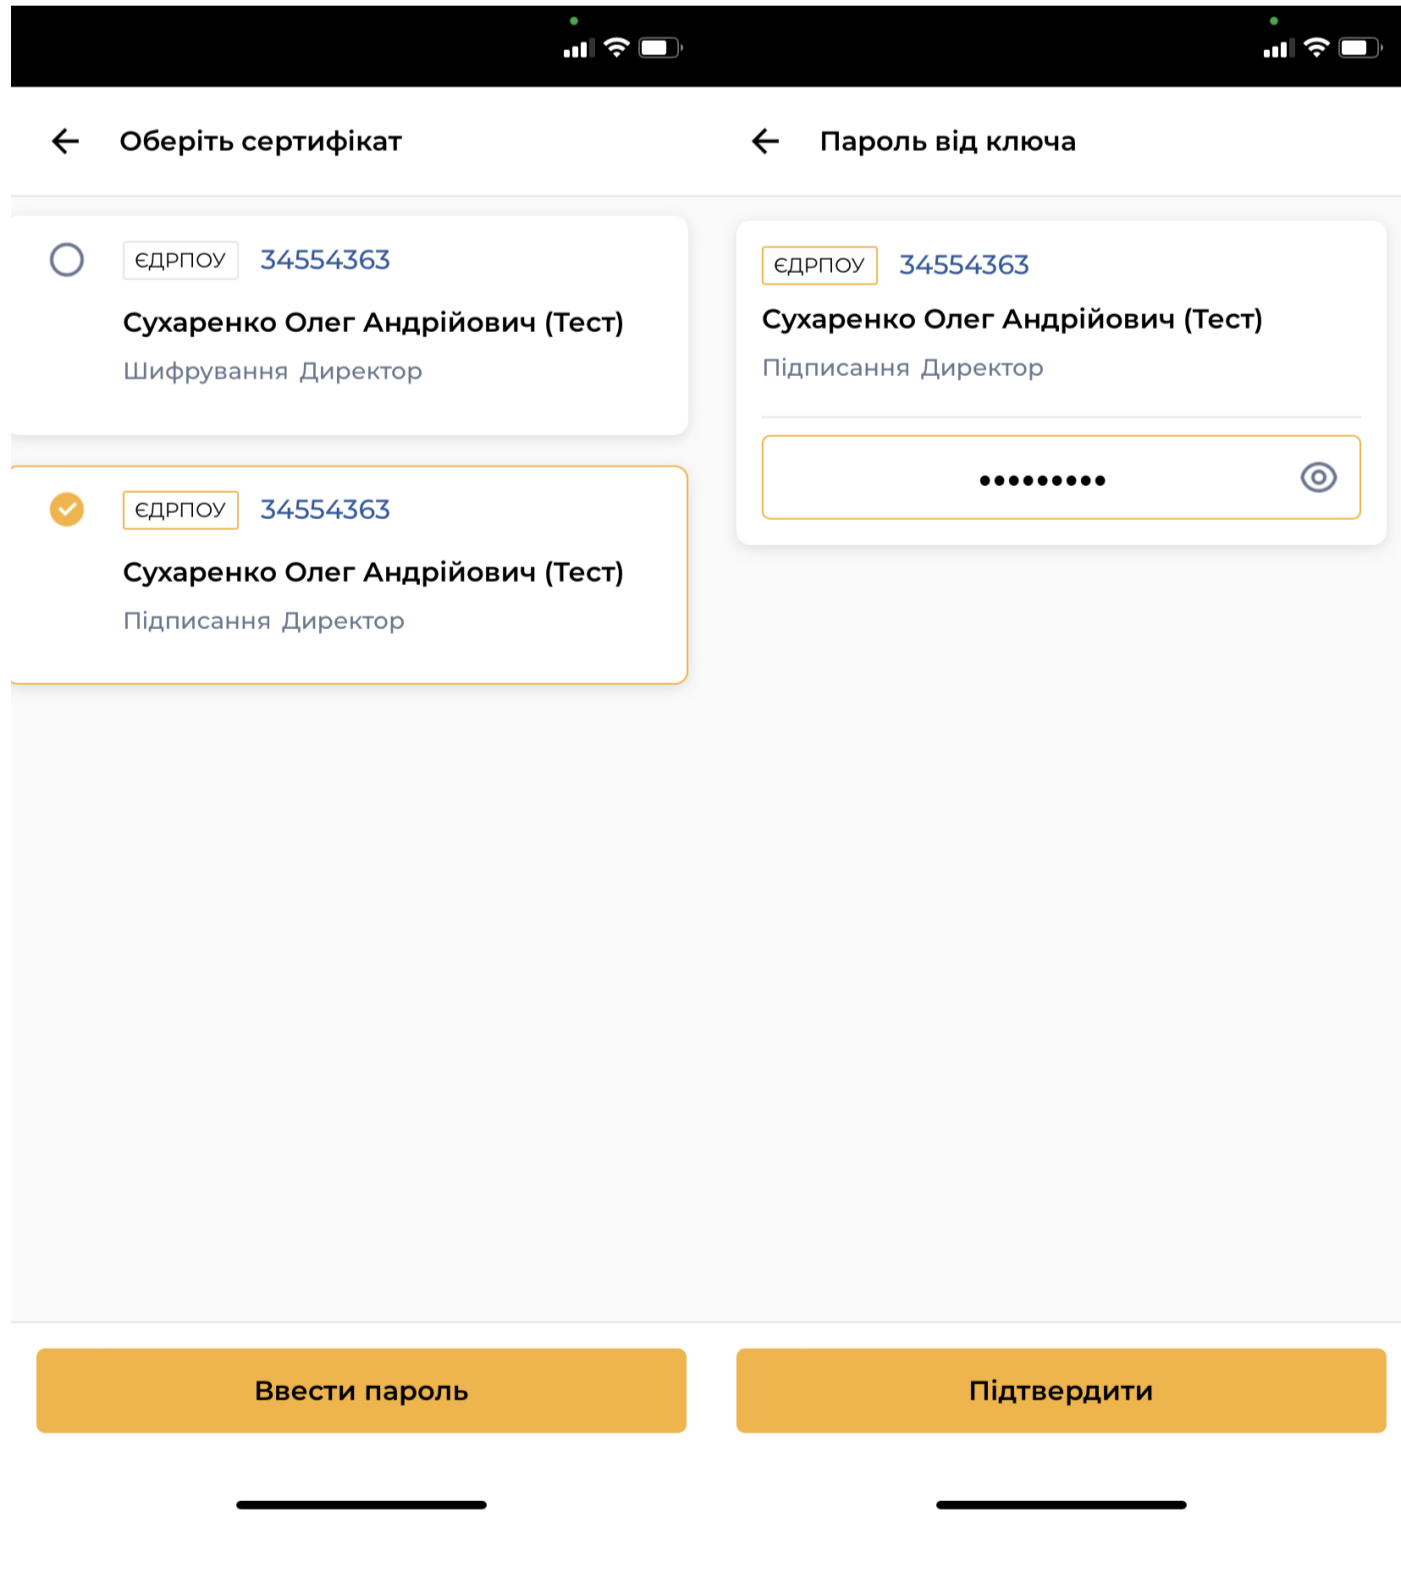 Оберіть сертифікат
ЄДРПОУ 34554363
Сухаренко Олег Андрійович (Тест)
Шифрування Директор
ЄДРПОУ 34554363
Сухаренко Олег Андрійович (Тест)
Підписання Директор
Ввести пароль
Пароль від ключа
ЄДРПОУ 34554363
Сухаренко Олег Андрійович (Тест)
Підписання Директор
•••••••••
Підтвердити